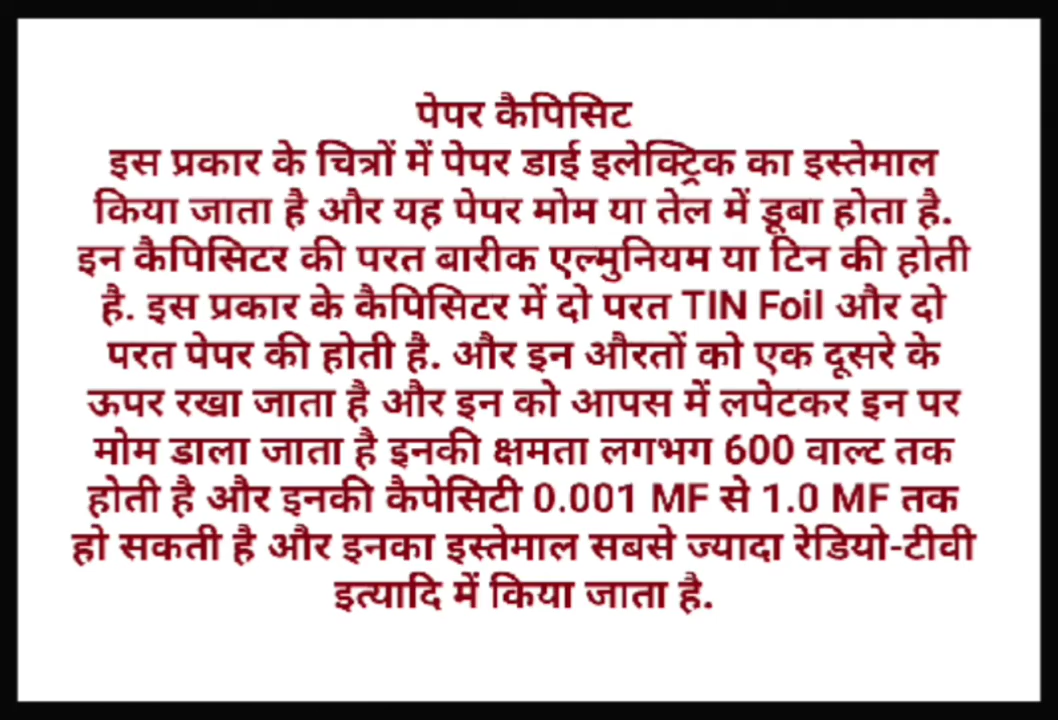 पेपर कैपिसिट
इस प्रकार के चित्रों में पेपर डाई इलेक्ट्रिक का इस्तेमाल
किया जाता है और यह पेपर मोम या तेल में डूबा होता है.
इन कैपिसिटर की परत बारीक एल्मुनियम या टिन की होती
है. इस प्रकार के कैपिसिटर में दो परत TIN Foil और दो
परत पेपर की होती है. और इन औरतों को एक दूसरे के
ऊपर रखा जाता है और इन को आपस में लपेटकर इन पर
मोम डाला जाता है इनकी क्षमता लगभग 600 वाल्ट तक
होती है और इनकी कैपेसिटी 0.001 MF से 1.0 MF तक
हो सकती है और इनका इस्तेमाल सबसे ज्यादा रेडियो-टीवी
इत्यादि में किया जाता है.